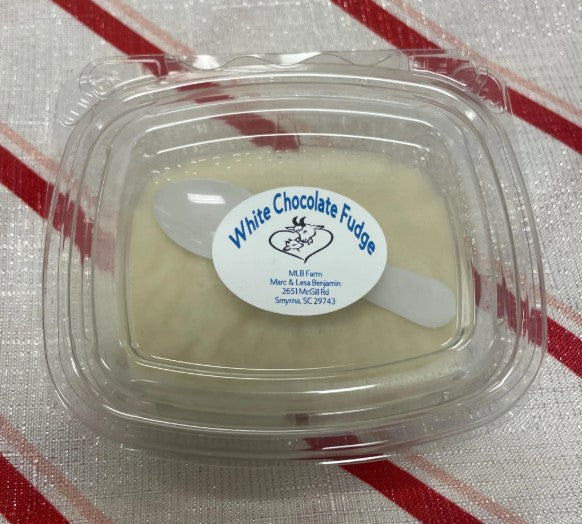 White Chocolate Fudge
MLB Farm
Marc & Lesa Benjamin
2651 McGill Rd
Smyrna, SC 29743